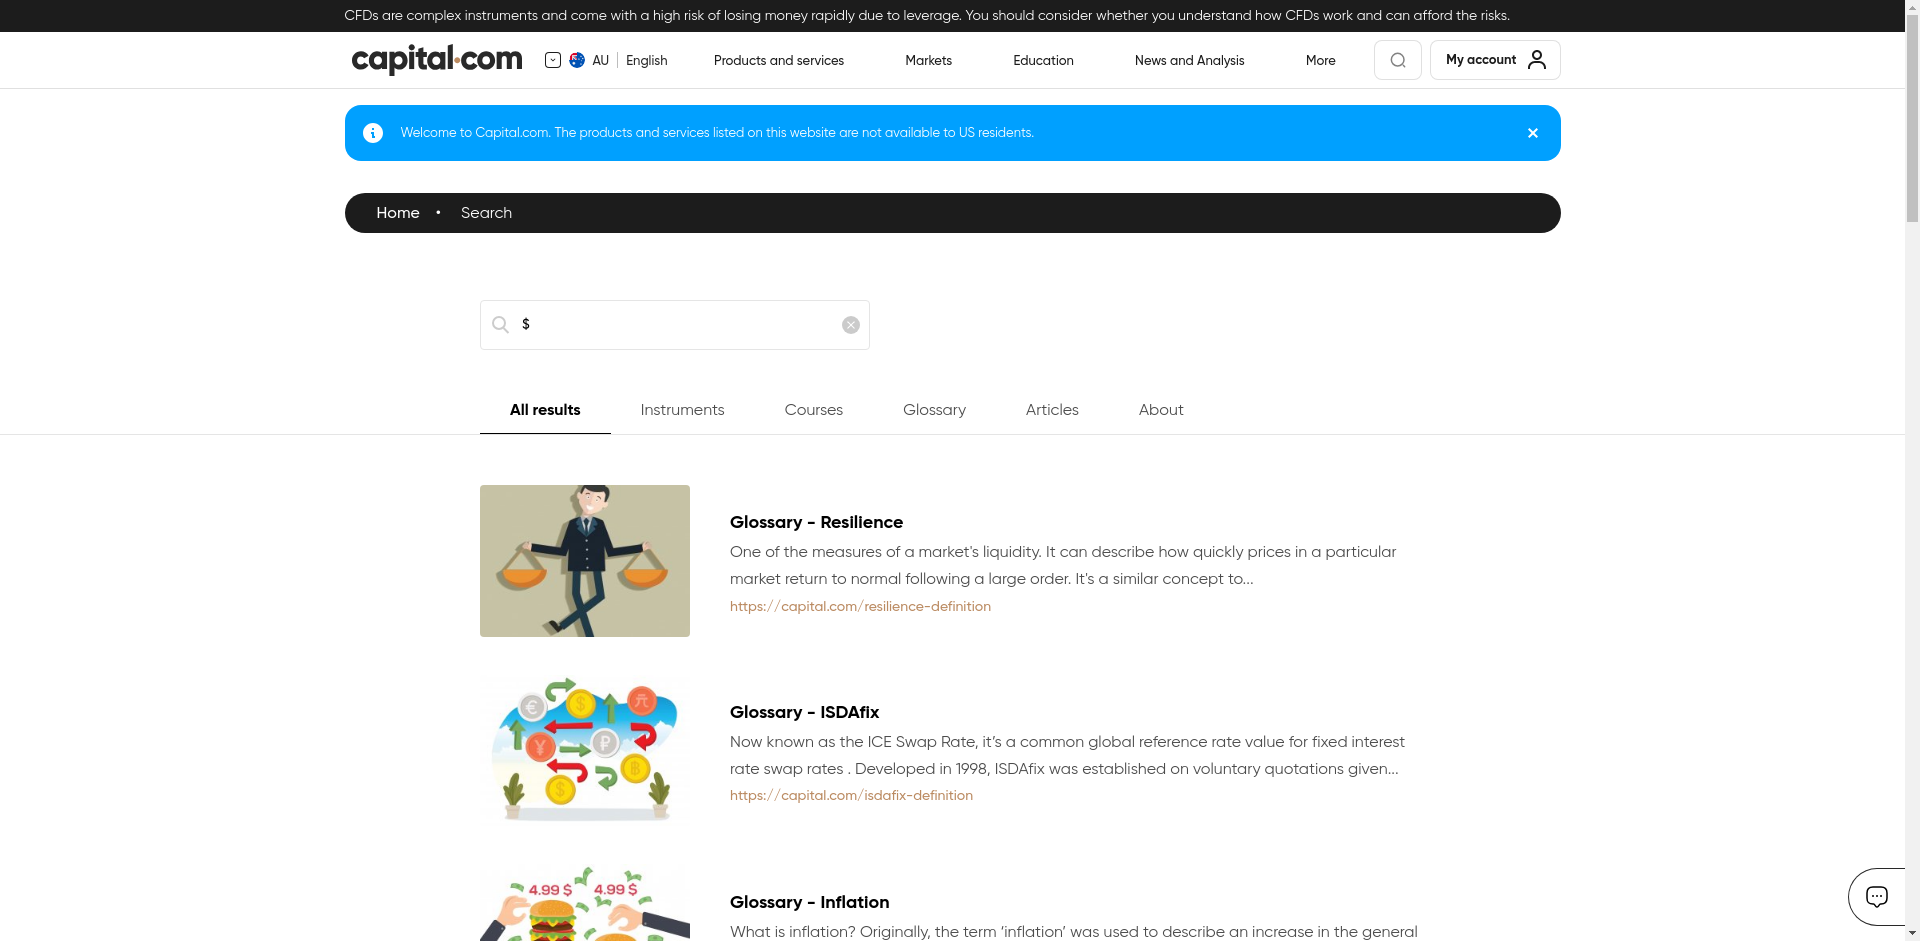 CFDs are complex instruments and come with a high risk of losing money rapidly due to leverage. You should consider whether you understand how CFDs work and can afford the risks.
capital.com
AU
English
Products and services
Markets
Education
News and Analysis
More
My account
Welcome to Capital.com. The products and services listed on this website are not available to US residents.
Home • Search
$
All results
Instruments
Courses
Glossary
Articles
About
Glossary - Resilience
One of the measures of a market's liquidity. It can describe how quickly prices in a particular
market return to normal following a large order. It's a similar concept to...
https://capital.com/resilience-definition
Glossary - ISDAfix
Now known as the ICE Swap Rate, it’s a common global reference rate value for fixed interest
rate swap rates . Developed in 1998, ISDAfix was established on voluntary quotations given...
https://capital.com/isdafix-definition
4.99 $ 4.99 $
Glossary - Inflation
What is inflation? Originally, the term ‘inflation’ was used to describe an increase in the general